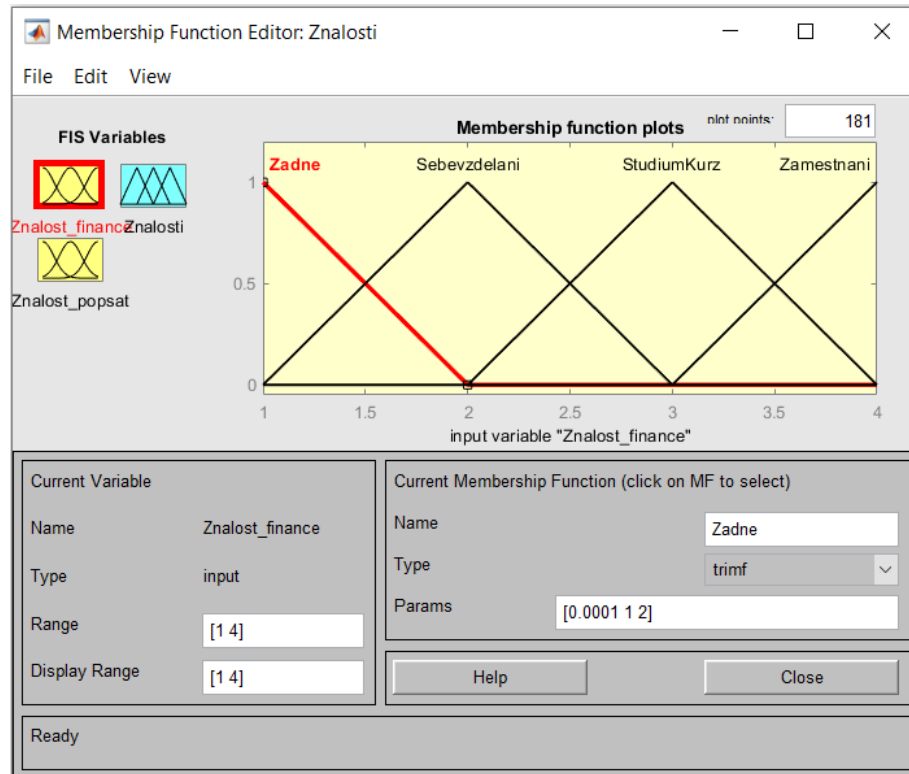 Membership Function Editor: Znalosti
File Edit View
FIS Variables
Znalost_finance
Znalosti
Znalost_popsat
Membership function plots
plot points:
181
Zadne
Sebevzdelani
StudiumKurz
Zamestnani
1
0.5
0
1 1.5 2 2.5 3 3.5 4
input variable "Znalost_finance"
Current Variable
Name Znalost_finance
Type input
Range [1 4]
Display Range [1 4]
Current Membership Function (click on MF to select)
Name Zadne
Type trimf
Params [0.0001 1 2]
Help Close
Ready